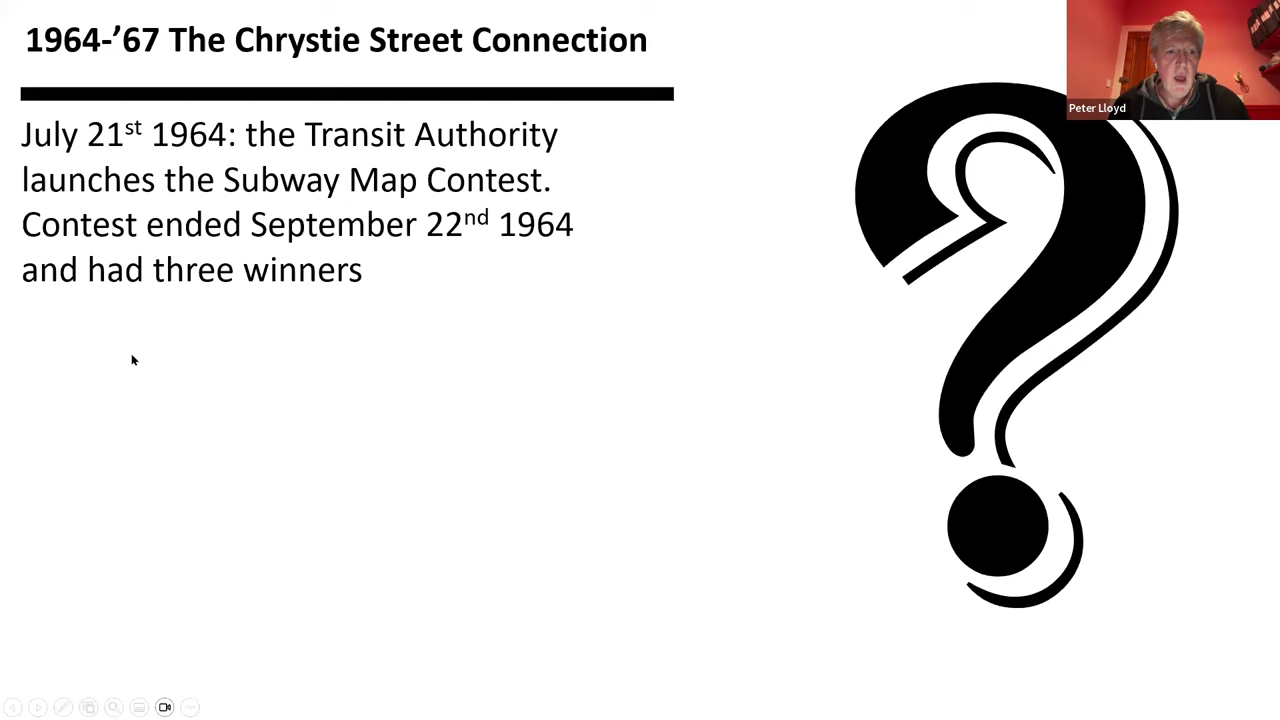 1964-’67 The Chrystie Street Connection
Peter Lloyd
July 21st 1964: the Transit Authority
launches the Subway Map Contest.
Contest ended September 22nd 1964
and had three winners
?